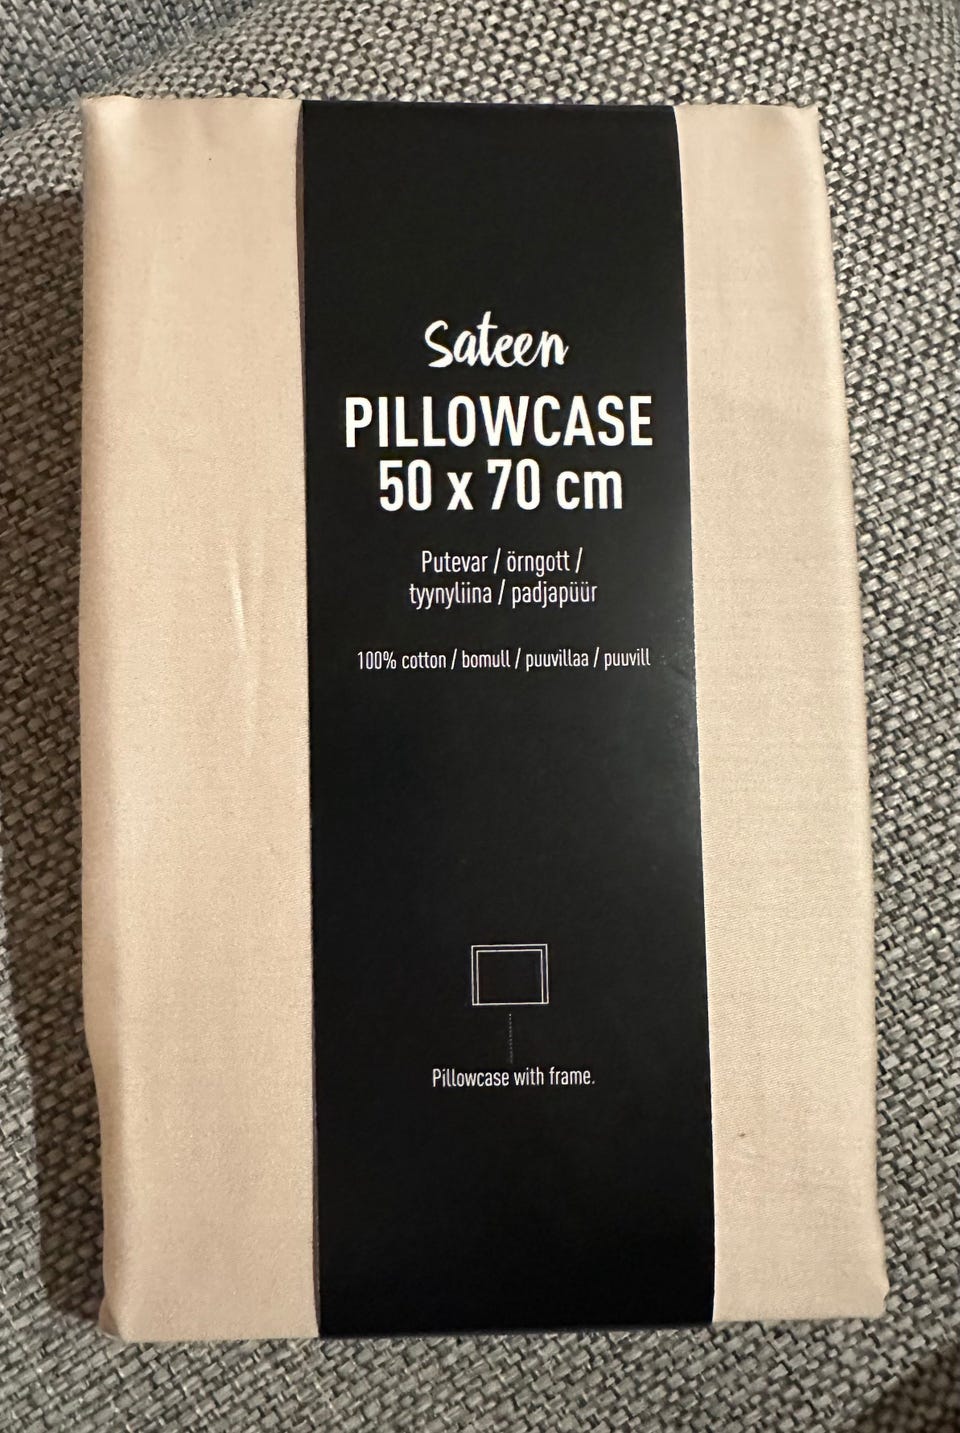 Sateen
PILLOWCASE
50 x 70 cm
Putevar / örngott /
tyynyliina / padjapüür
100% cotton / bomull / puuvillaa / puuvill
Pillowcase with frame.